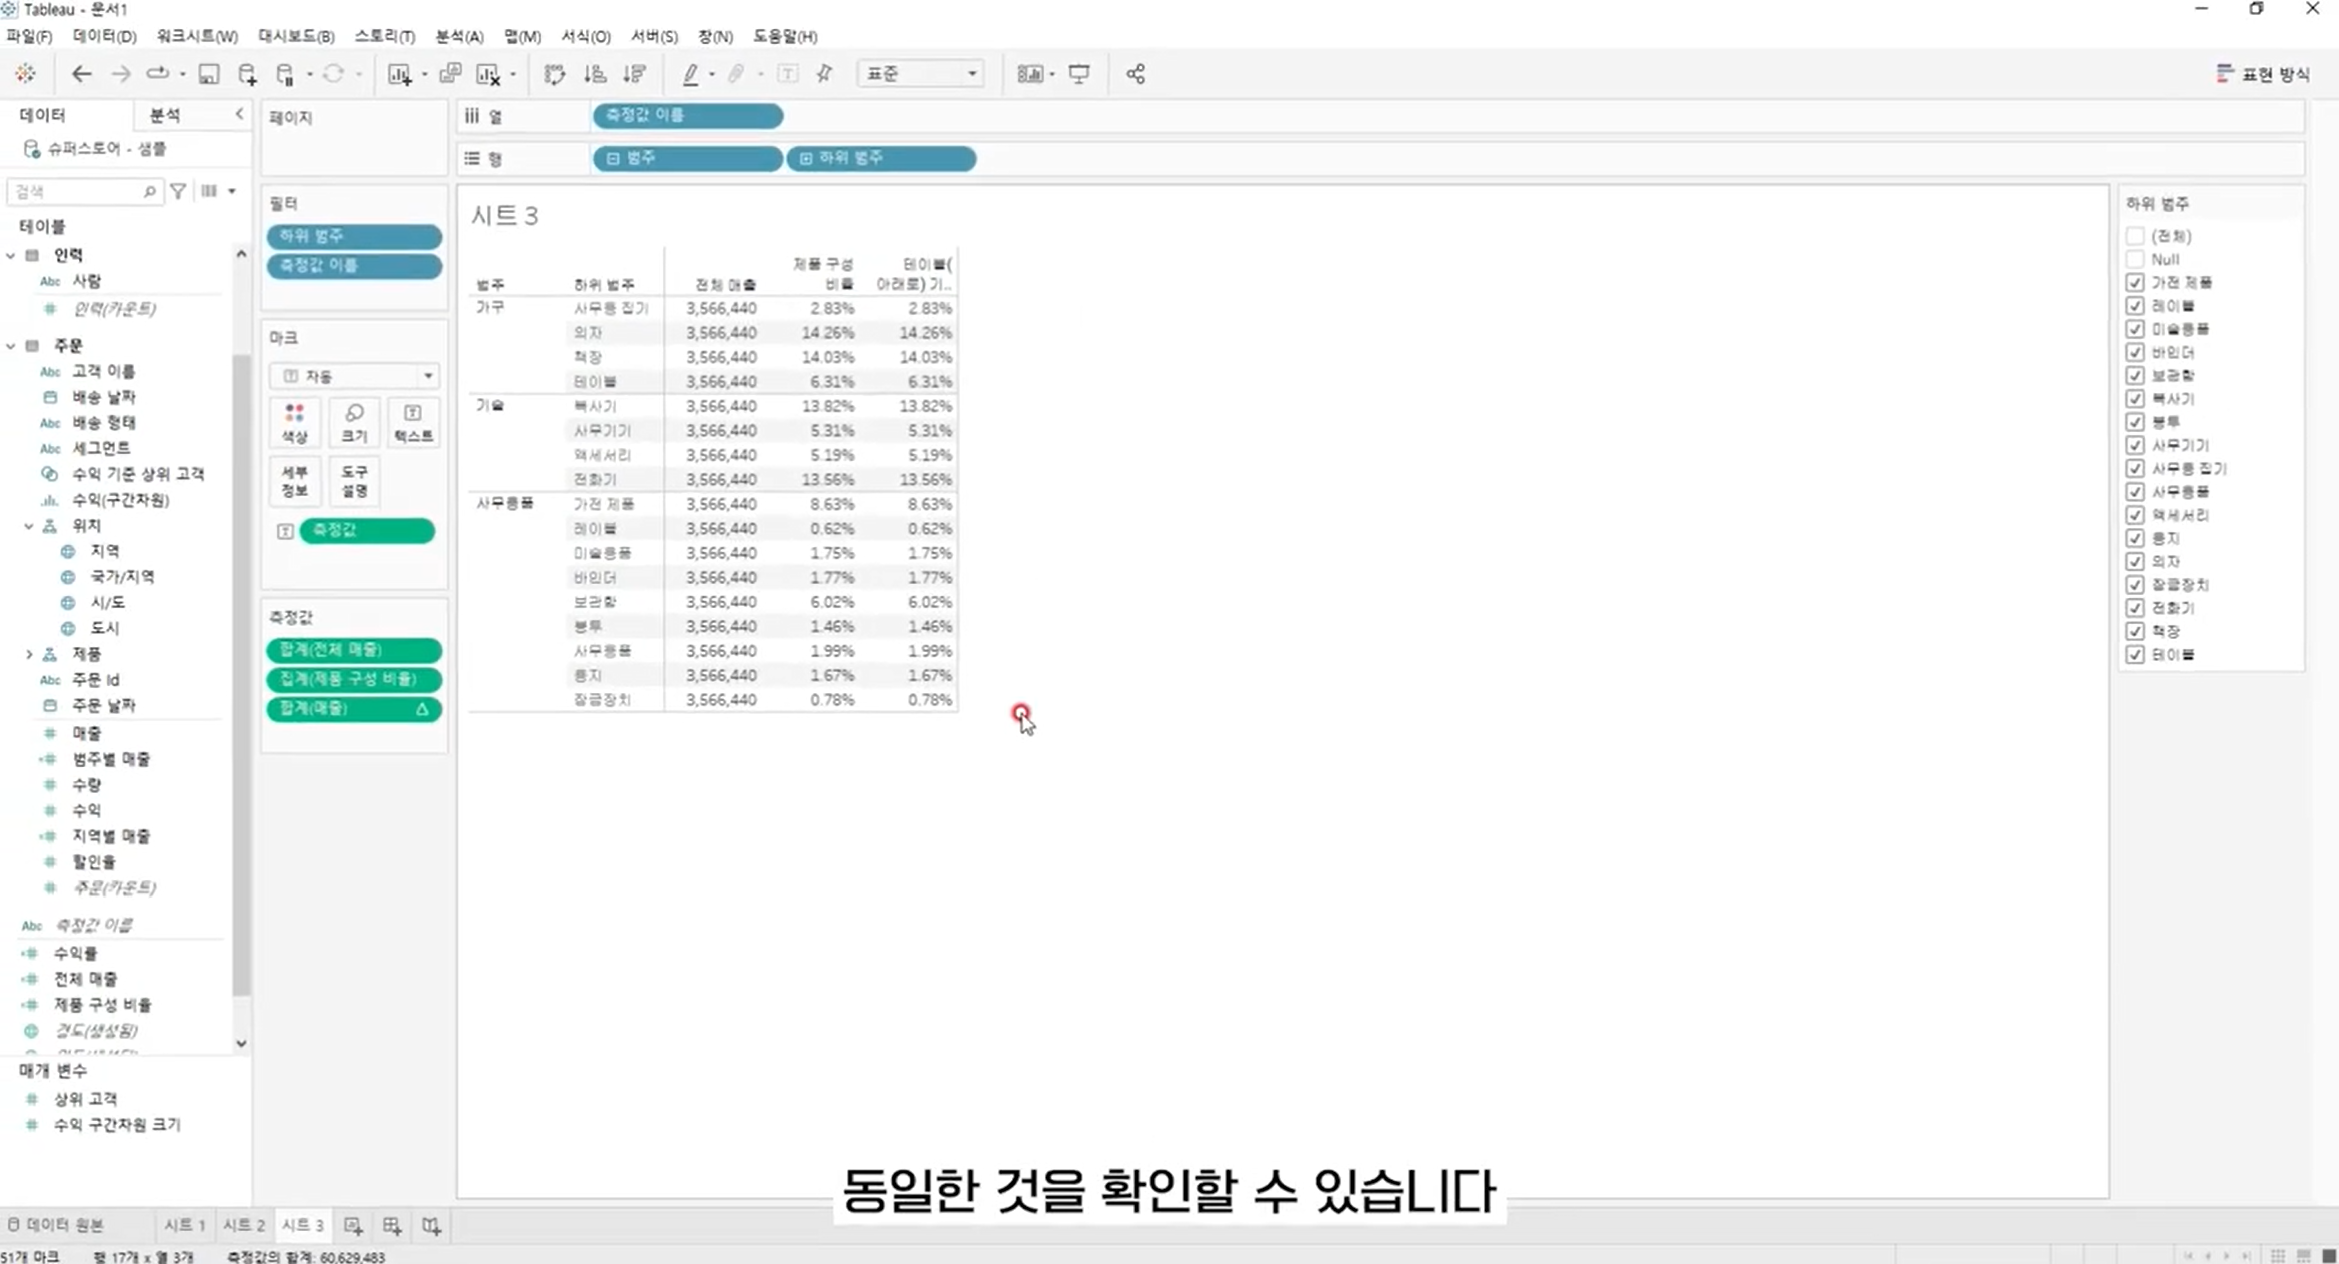 Tableau - 문서1
파일(F) 데이터(D) 워크시트(W) 대시보드(B) 스토리(T) 분석(A) 맵(M) 서식(O) 서버(S) 창(N) 도움말(H)
표준
표현 방식
데이터 분석
슈퍼스토어 - 샘플
검색
테이블
인력
Abc 사람
인력(카운트)
주문
Abc 고객 이름
배송 날짜
Abc 배송 형태
Abc 세그먼트
수익 기준 상위 고객
수익(구간차원)
위치
지역
국가/지역
시/도
도시
제품
Abc 주문 Id
주문 날짜
매출
범주별 매출
수량
수익
지역별 매출
할인율
주문(카운트)
Abc 측정값 이름
수익률
전체 매출
제품 구성 비율
경도(생성됨)
매개 변수
상위 고객
수익 구간차원 크기
페이지
필터
하위 범주
측정값 이름
마크
자동
색상 크기 텍스트
세부 정보 도구 설명
측정값
측정값
합계(전체 매출)
집계(제품 구성 비율)
합계(매출)
열 측정값 이름
행 범주 하위 범주
시트 3
제품 구성 테이블(
범주 하위 범주 전체 매출 비율 아래로) 기..
가구 사무용 집기 3,566,440 2.83% 2.83%
의자 3,566,440 14.26% 14.26%
책장 3,566,440 14.03% 14.03%
테이블 3,566,440 6.31% 6.31%
기술 복사기 3,566,440 13.82% 13.82%
사무기기 3,566,440 5.31% 5.31%
액세서리 3,566,440 5.19% 5.19%
전화기 3,566,440 13.56% 13.56%
사무용품 가전 제품 3,566,440 8.63% 8.63%
레이블 3,566,440 0.62% 0.62%
미술용품 3,566,440 1.75% 1.75%
바인더 3,566,440 1.77% 1.77%
보관함 3,566,440 6.02% 6.02%
봉투 3,566,440 1.46% 1.46%
사무용품 3,566,440 1.99% 1.99%
용지 3,566,440 1.67% 1.67%
잠금장치 3,566,440 0.78% 0.78%
하위 범주
(전체)
Null
가전 제품
레이블
미술용품
바인더
보관함
복사기
봉투
사무기기
사무용 집기
사무용품
액세서리
용지
의자
잠금장치
전화기
책장
테이블
동일한 것을 확인할 수 있습니다
데이터 원본 시트 1 시트 2 시트 3
51개 마크 행 17개 x 열 3개 측정값의 합계: 60,629,483